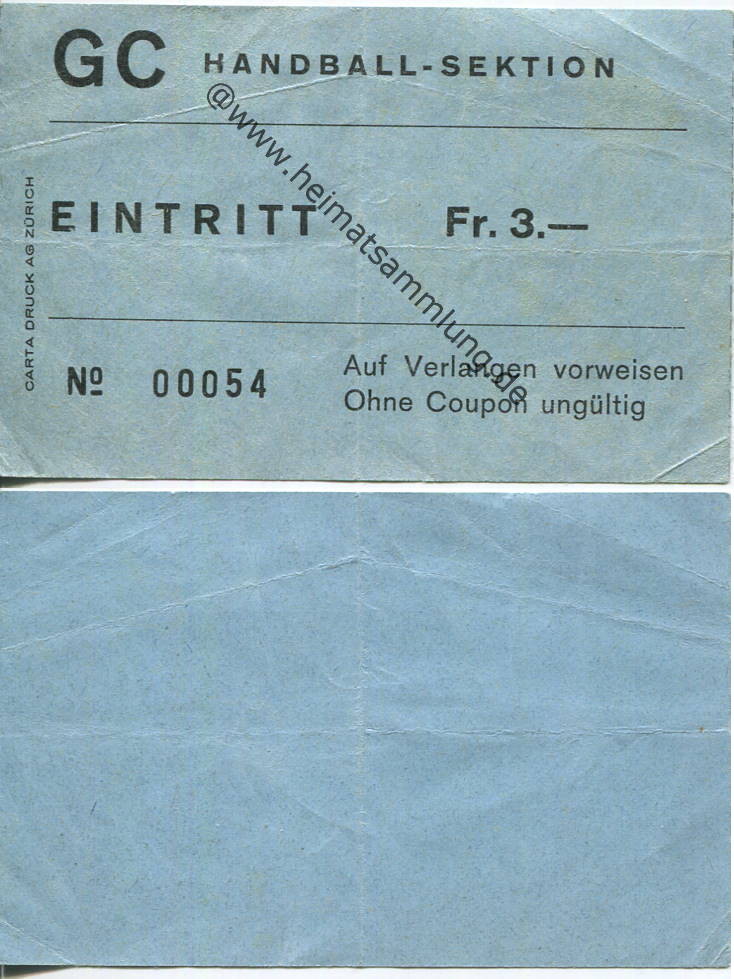 GC HANDBALL-SEKTION
EINTRITT Fr. 3.—
Nº 00054
Auf Verlangen vorweisen
Ohne Coupon ungültig
CARTA DRUCK AG ZÜRICH
@www.heimatsammlung.de